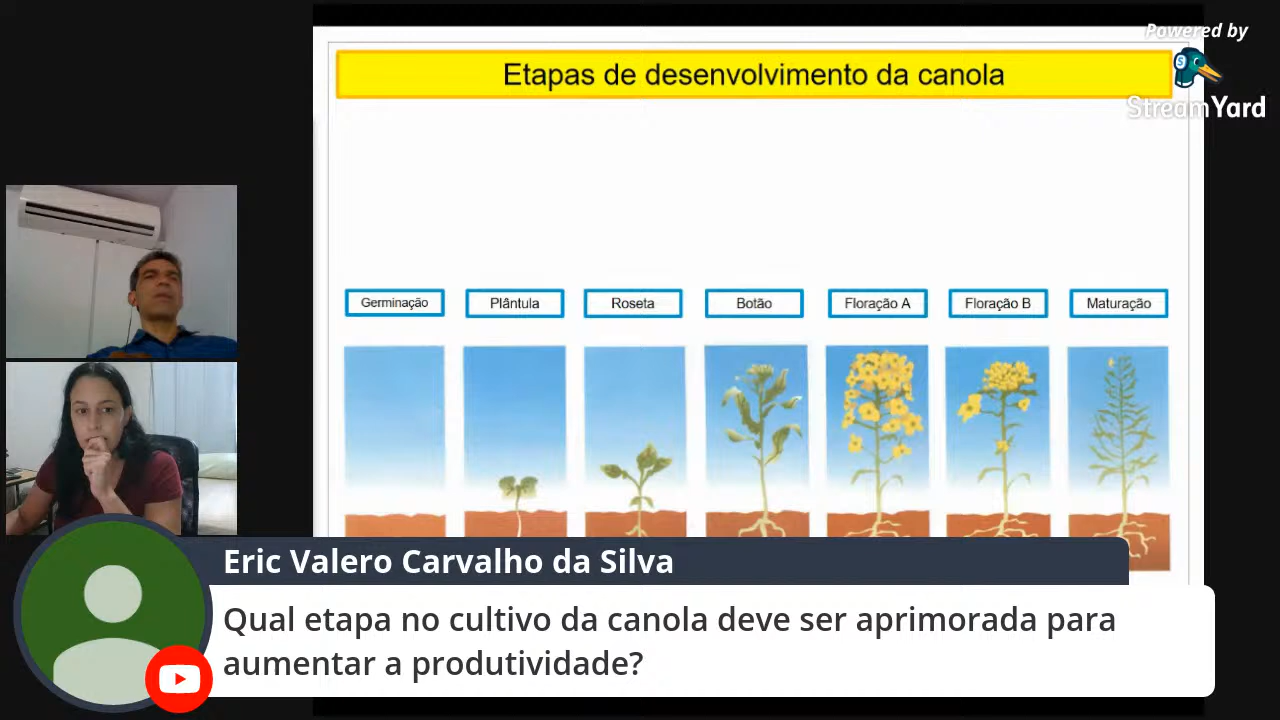 Powered by
StreamYard
Etapas de desenvolvimento da canola
Germinação
Plântula
Roseta
Botão
Floração A
Floração B
Maturação
Eric Valero Carvalho da Silva
Qual etapa no cultivo da canola deve ser aprimorada para
aumentar a produtividade?